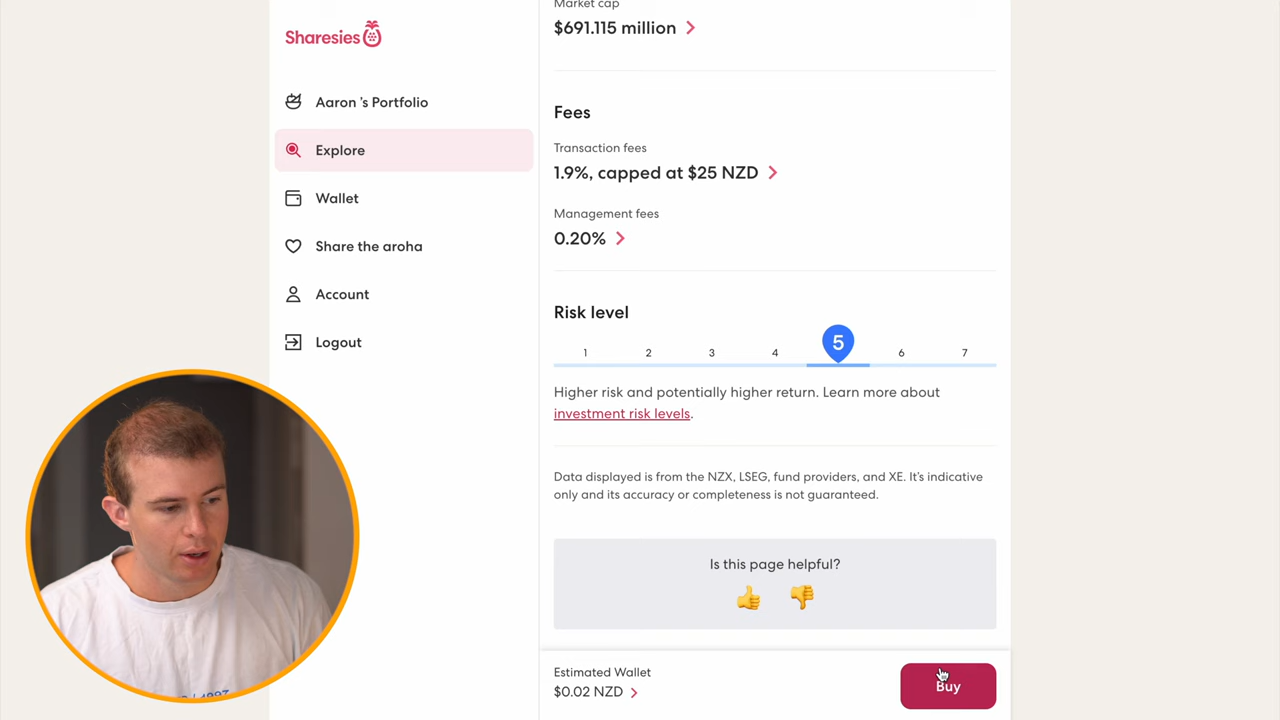 Sharesies
Aaron 's Portfolio
Explore
Wallet
Share the aroha
Account
Logout
Market cap
$691.115 million
Fees
Transaction fees
1.9%, capped at $25 NZD
Management fees
0.20%
Risk level
1 2 3 4 5 6 7
Higher risk and potentially higher return. Learn more about
investment risk levels.
Data displayed is from the NZX, LSEG, fund providers, and XE. It's indicative
only and its accuracy or completeness is not guaranteed.
Is this page helpful?
Estimated Wallet
$0.02 NZD
Buy